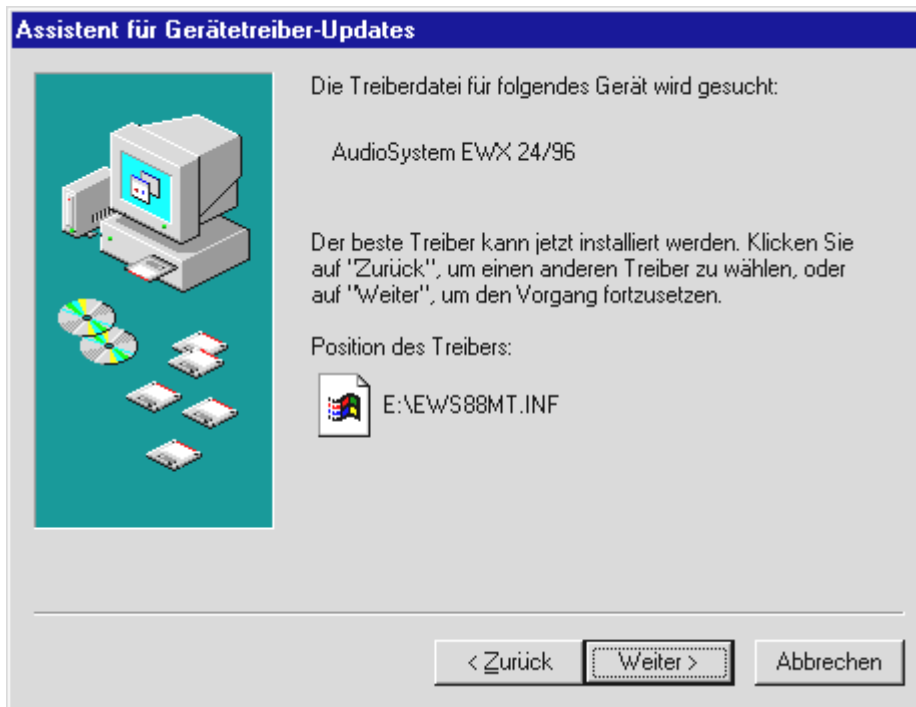 Assistent für Gerätetreiber-Updates
Die Treiberdatei für folgendes Gerät wird gesucht:
AudioSystem EWX 24/96
Der beste Treiber kann jetzt installiert werden. Klicken Sie
auf "Zurück", um einen anderen Treiber zu wählen, oder
auf "Weiter", um den Vorgang fortzusetzen.
Position des Treibers:
E:\EWS88MT.INF
< Zurück
Weiter >
Abbrechen